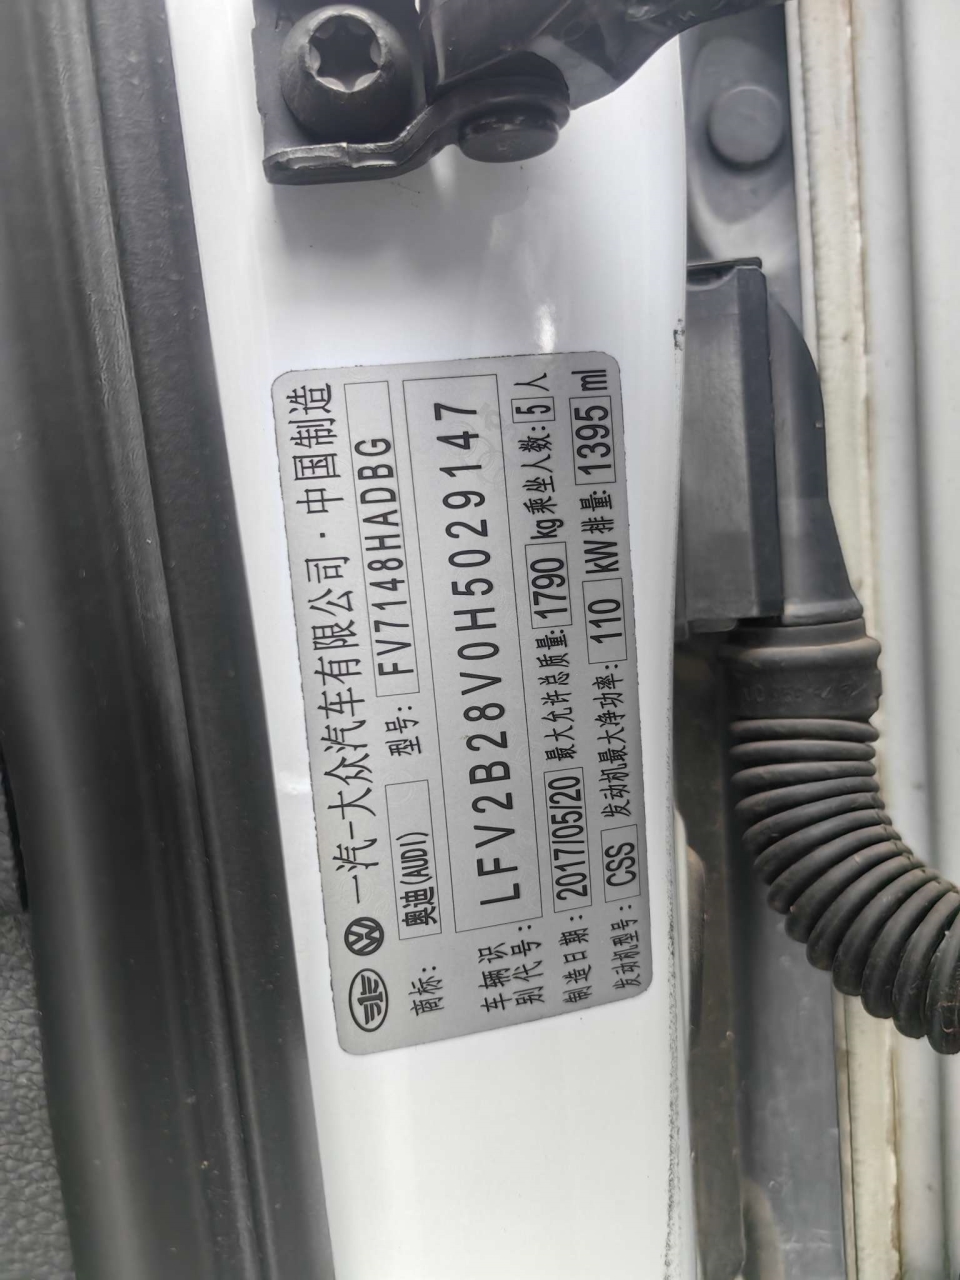 一汽-大众汽车有限公司·中国制造
商标: 奥迪(AUDI) 型号: FV7148HADBG
车辆识别代号: LFV2B28V0H5029147
制造日期: 2017/05/20 最大允许总质量: 1790 kg 乘坐人数: 5 人
发动机型号: CSS 发动机最大净功率: 110 kW 排量: 1395 ml